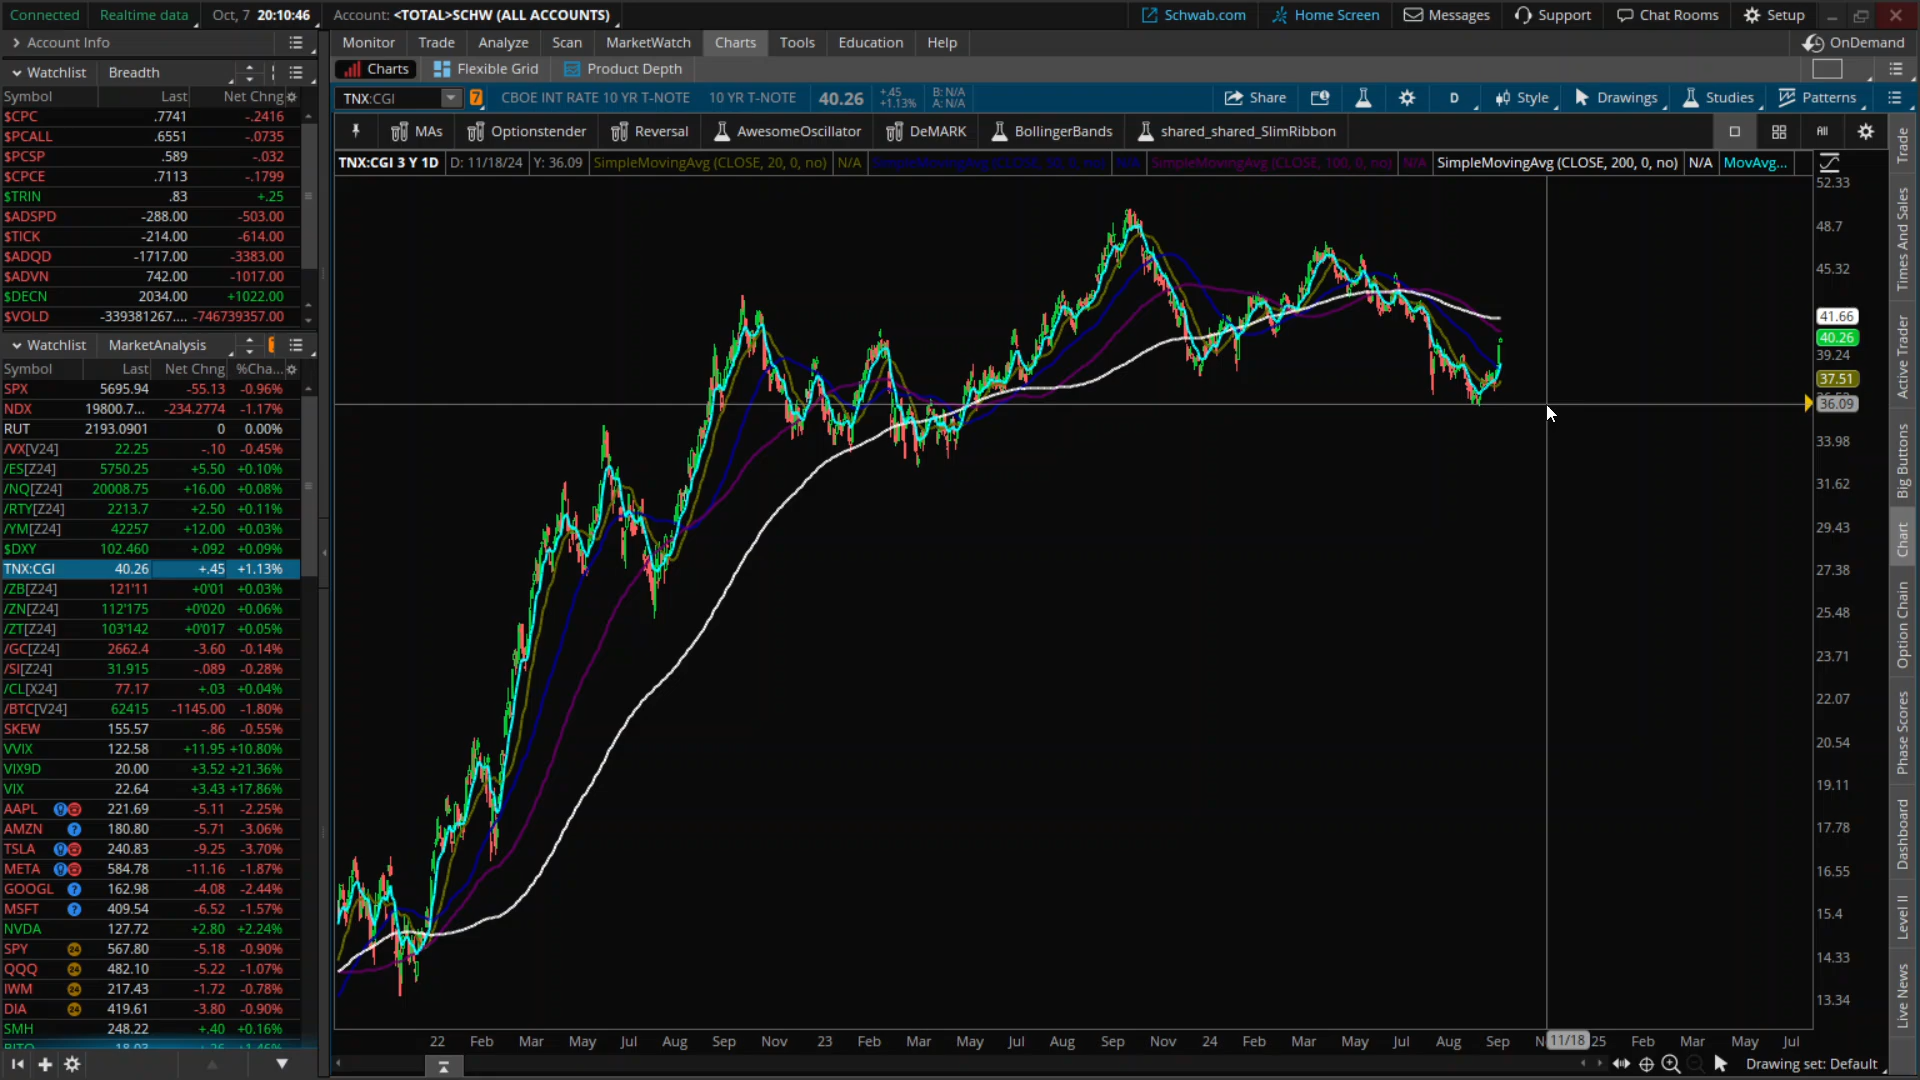 Connected Realtime data Oct, 7 20:10:46 Account: <TOTAL>SCHW (ALL ACCOUNTS) Schwab.com Home Screen Messages Support Chat Rooms Setup
Account Info Monitor Trade Analyze Scan MarketWatch Charts Tools Education Help OnDemand
Charts Flexible Grid Product Depth
Watchlist Breadth
Symbol Last Net Chng
$CPC .7741 -.2416
$PCALL .6551 -.0735
$PCSP .589 -.032
$CPCE .7113 -.1799
$TRIN .83 +.25
$ADSPD -288.00 -503.00
$TICK -214.00 -614.00
$ADQD -1717.00 -3383.00
$ADVN 742.00 -1017.00
$DECN 2034.00 +1022.00
$VOLD -339381267.... -746739357.00
Watchlist MarketAnalysis
Symbol Last Net Chng %Cha...
SPX 5695.94 -55.13 -0.96%
NDX 19800.7... -234.2774 -1.17%
RUT 2193.0901 0 0.00%
/VX[V24] 22.25 -.10 -0.45%
/ES[Z24] 5750.25 +5.50 +0.10%
/NQ[Z24] 20008.75 +16.00 +0.08%
/RTY[Z24] 2213.7 +2.50 +0.11%
/YM[Z24] 42257 +12.00 +0.03%
$DXY 102.460 +.092 +0.09%
TNX:CGI 40.26 +.45 +1.13%
/ZB[Z24] 121'11 +0'01 +0.03%
/ZN[Z24] 112'175 +0'020 +0.06%
/ZT[Z24] 103'142 +0'017 +0.05%
/GC[Z24] 2662.4 -3.60 -0.14%
/SI[Z24] 31.915 -.089 -0.28%
/CL[X24] 77.17 +.03 +0.04%
/BTC[V24] 62415 -1145.00 -1.80%
SKEW 155.57 -.86 -0.55%
VVIX 122.58 +11.95 +10.80%
VIX9D 20.00 +3.52 +21.36%
VIX 22.64 +3.43 +17.86%
AAPL 221.69 -5.11 -2.25%
AMZN ? 180.80 -5.71 -3.06%
TSLA 240.83 -9.25 -3.70%
META 584.78 -11.16 -1.87%
GOOGL ? 162.98 -4.08 -2.44%
MSFT ? 409.54 -6.52 -1.57%
NVDA 127.72 +2.80 +2.24%
SPY 24 567.80 -5.18 -0.90%
QQQ 24 482.10 -5.22 -1.07%
IWM 24 217.43 -1.72 -0.78%
DIA 24 419.61 -3.80 -0.90%
SMH 248.22 +.40 +0.16%
TNX:CGI 7 CBOE INT RATE 10 YR T-NOTE 10 YR T-NOTE 40.26 +.45 +1.13% B: N/A A: N/A Share D Style Drawings Studies Patterns
MAs Optionstender Reversal AwesomeOscillator DeMARK BollingerBands shared_shared_SlimRibbon All
TNX:CGI 3 Y 1D D: 11/18/24 Y: 36.09 SimpleMovingAvg (CLOSE, 20, 0, no) N/A SimpleMovingAvg (CLOSE, 50, 0, no) N/A SimpleMovingAvg (CLOSE, 100, 0, no) N/A SimpleMovingAvg (CLOSE, 200, 0, no) N/A MovAvg...
52.33
48.7
45.32
41.66
40.26
39.24
37.51
36.09
33.98
31.62
29.43
27.38
25.48
23.71
22.07
20.54
19.11
17.78
16.55
15.4
14.33
13.34
22 Feb Mar May Jul Aug Sep Nov 23 Feb Mar May Jul Aug Sep Nov 24 Feb Mar May Jul Aug Sep 11/18 25 Feb Mar May Jul
Drawing set: Default
Trade
Times And Sales
Active Trader
Big Buttons
Chart
Option Chain
Phase Scores
Dashboard
Level II
Live News